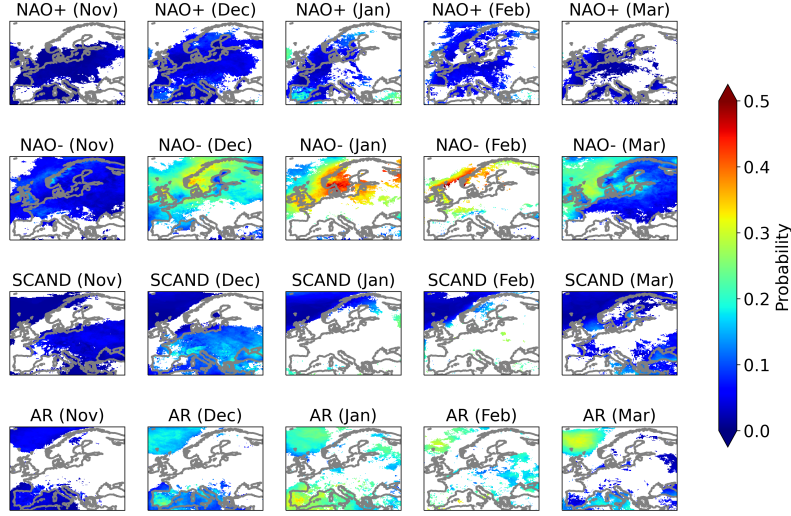 NAO+ (Nov) NAO+ (Dec) NAO+ (Jan) NAO+ (Feb) NAO+ (Mar)
NAO- (Nov) NAO- (Dec) NAO- (Jan) NAO- (Feb) NAO- (Mar)
SCAND (Nov) SCAND (Dec) SCAND (Jan) SCAND (Feb) SCAND (Mar)
AR (Nov) AR (Dec) AR (Jan) AR (Feb) AR (Mar)
0.5
0.4
0.3
0.2
0.1
0.0
Probability